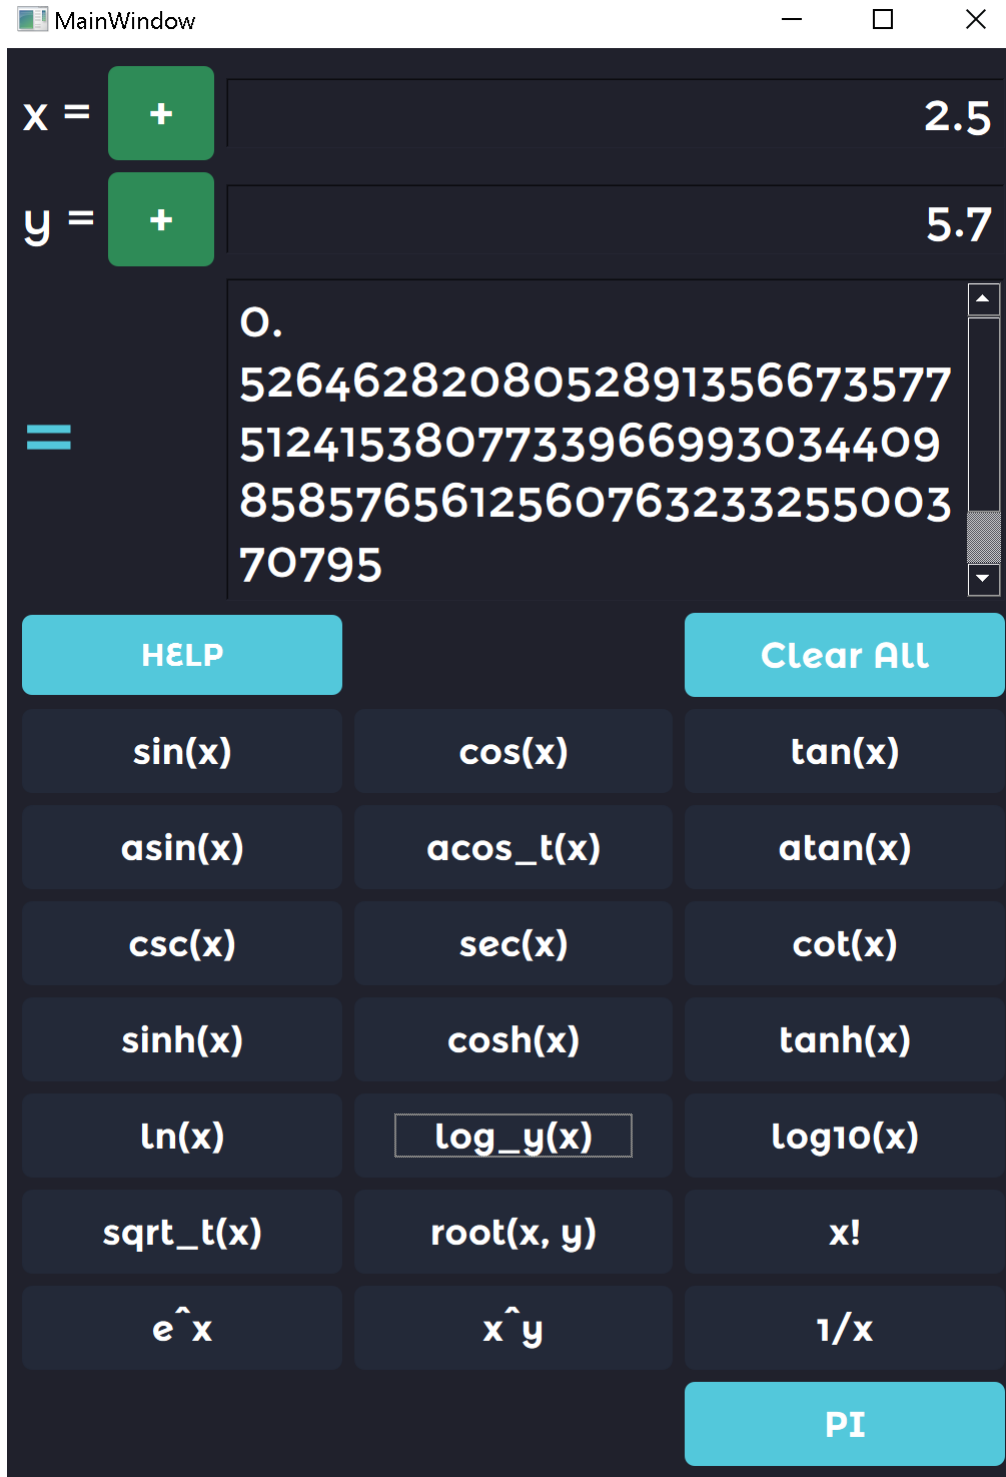 MainWindow
x = + 2.5
y = + 5.7
0.
5264628208052891356673577
5124153807733966993034409
8585765612560763233255003
70795
=
HELP Clear All
sin(x) cos(x) tan(x)
asin(x) acos_t(x) atan(x)
csc(x) sec(x) cot(x)
sinh(x) cosh(x) tanh(x)
ln(x) log_y(x) log10(x)
sqrt_t(x) root(x, y) x!
e^x x^y 1/x
PI